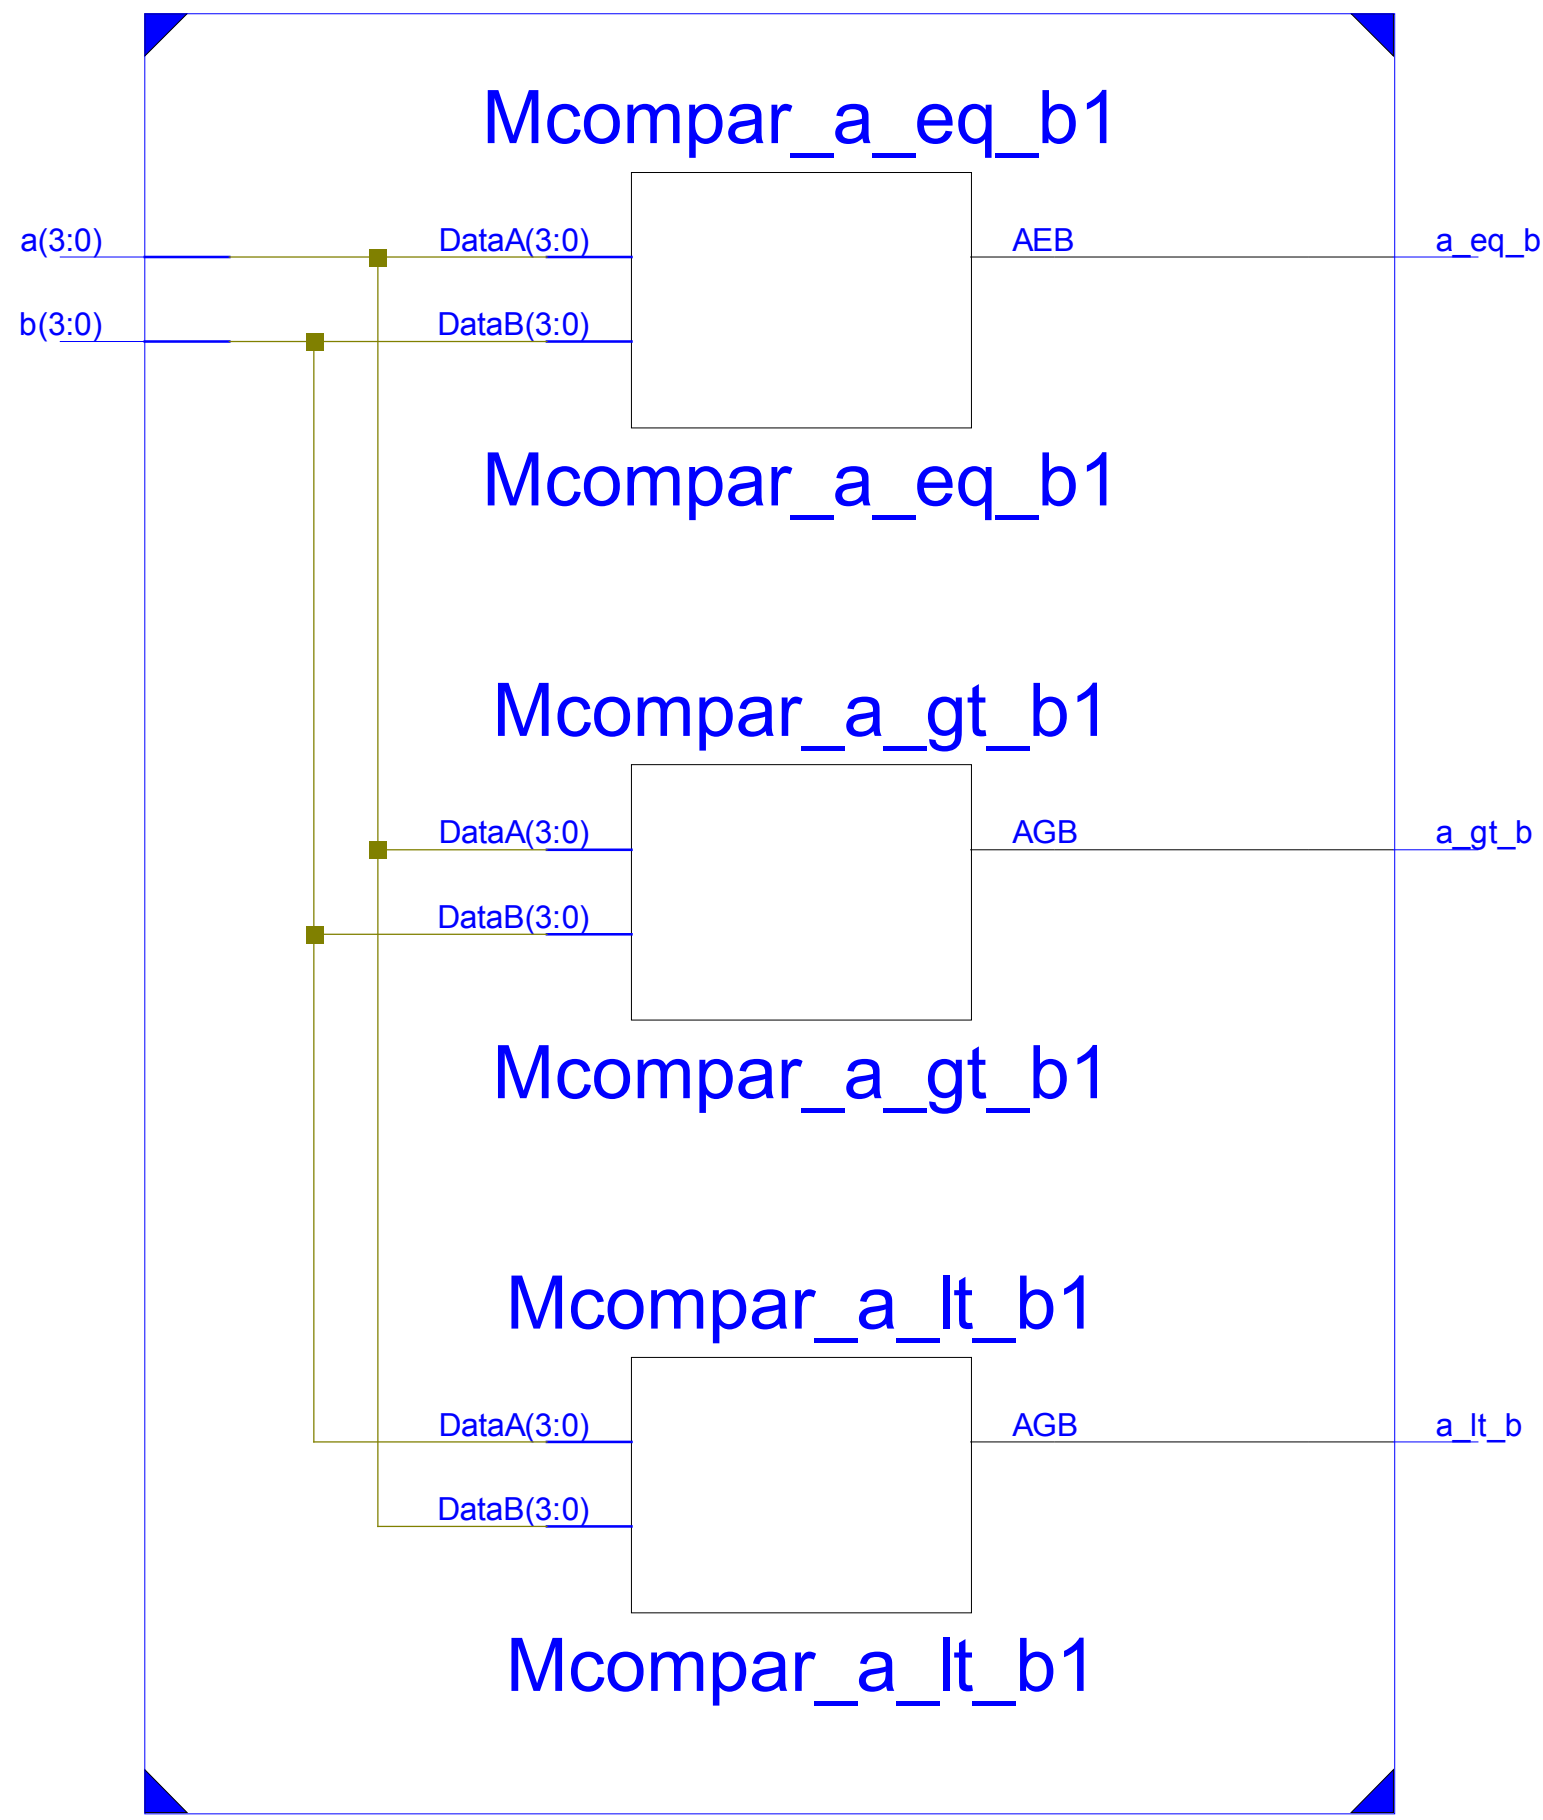 Mcompar_a_eq_b1
a(3:0) DataA(3:0) AEB a_eq_b
b(3:0) DataB(3:0)
Mcompar_a_eq_b1
Mcompar_a_gt_b1
DataA(3:0) AGB a_gt_b
DataB(3:0)
Mcompar_a_gt_b1
Mcompar_a_lt_b1
DataA(3:0) AGB a_lt_b
DataB(3:0)
Mcompar_a_lt_b1